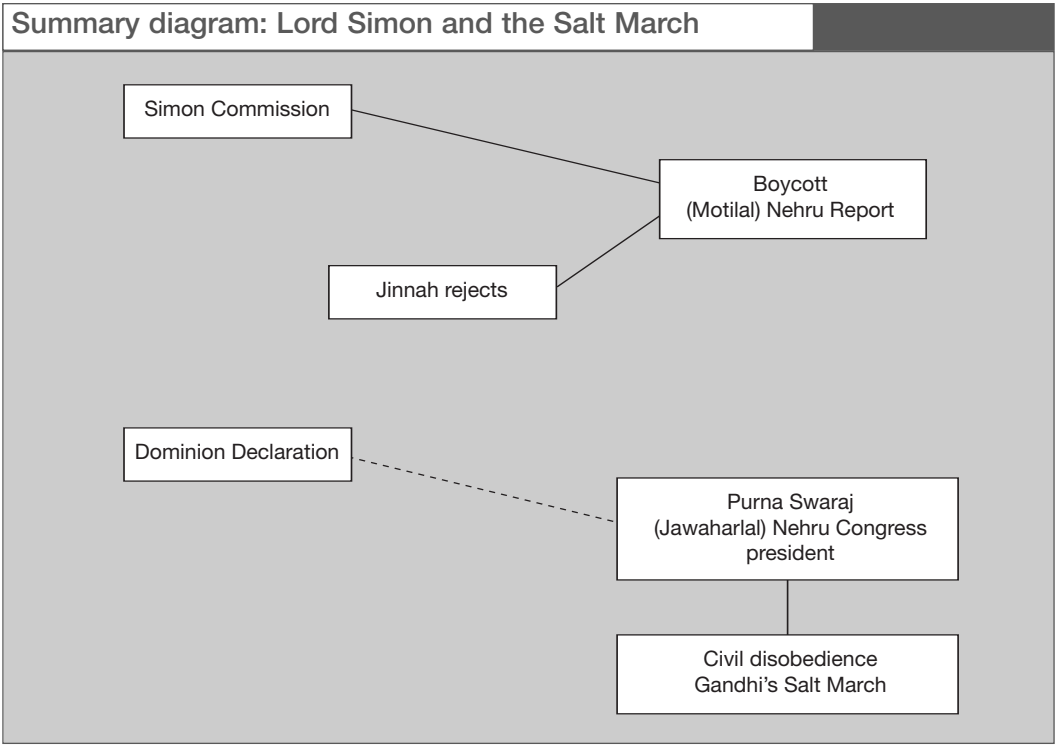 Summary diagram: Lord Simon and the Salt March
Simon Commission
Boycott
(Motilal) Nehru Report
Jinnah rejects
Dominion Declaration
Purna Swaraj
(Jawaharlal) Nehru Congress
president
Civil disobedience
Gandhi’s Salt March